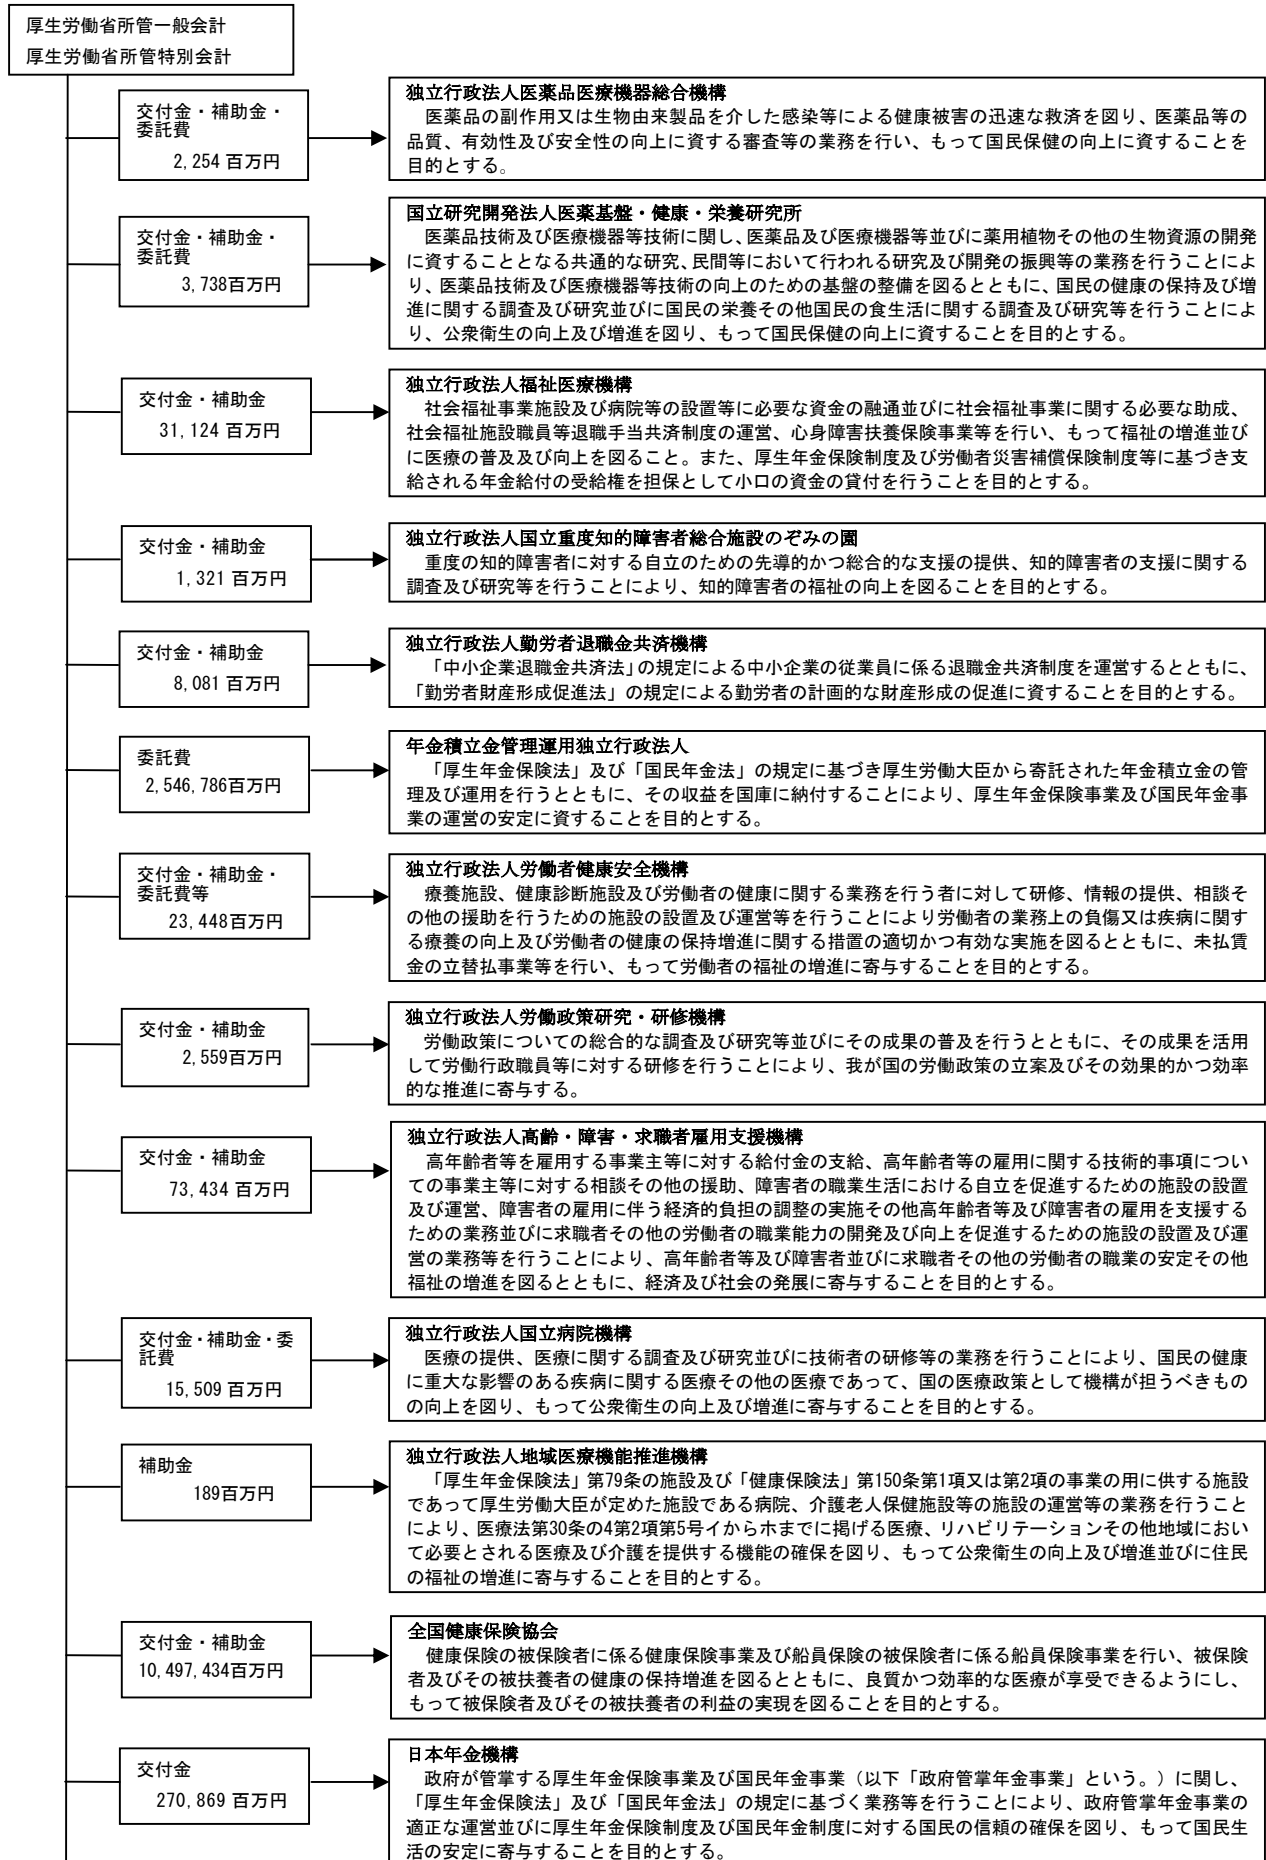 厚生労働省所管一般会計
厚生労働省所管特別会計
交付金・補助金・
委託費
2,254 百万円
独立行政法人医薬品医療機器総合機構
医薬品の副作用又は生物由来製品を介した感染等による健康被害の迅速な救済を図り、医薬品等の
品質、有効性及び安全性の向上に資する審査等の業務を行い、もって国民保健の向上に資することを
目的とする。
交付金・補助金・
委託費
3,738百万円
国立研究開発法人医薬基盤・健康・栄養研究所
医薬品技術及び医療機器等技術に関し、医薬品及び医療機器等並びに薬用植物その他の生物資源の開発
に資することとなる共通的な研究、民間等において行われる研究及び開発の振興等の業務を行うことによ
り、医薬品技術及び医療機器等技術の向上のための基盤の整備を図るとともに、国民の健康の保持及び増
進に関する調査及び研究並びに国民の栄養その他国民の食生活に関する調査及び研究等を行うことによ
り、公衆衛生の向上及び増進を図り、もって国民保健の向上に資することを目的とする。
交付金・補助金
31,124 百万円
独立行政法人福祉医療機構
社会福祉事業施設及び病院等の設置等に必要な資金の融通並びに社会福祉事業に関する必要な助成、
社会福祉施設職員等退職手当共済制度の運営、心身障害扶養保険事業等を行い、もって福祉の増進並び
に医療の普及及び向上を図ること。また、厚生年金保険制度及び労働者災害補償保険制度等に基づき支
給される年金給付の受給権を担保として小口の資金の貸付を行うことを目的とする。
交付金・補助金
1,321 百万円
独立行政法人国立重度知的障害者総合施設のぞみの園
重度の知的障害者に対する自立のための先導的かつ総合的な支援の提供、知的障害者の支援に関する
調査及び研究等を行うことにより、知的障害者の福祉の向上を図ることを目的とする。
交付金・補助金
8,081 百万円
独立行政法人勤労者退職金共済機構
「中小企業退職金共済法」の規定による中小企業の従業員に係る退職金共済制度を運営するとともに、
「勤労者財産形成促進法」の規定による勤労者の計画的な財産形成の促進に資することを目的とする。
委託費
2,546,786百万円
年金積立金管理運用独立行政法人
「厚生年金保険法」及び「国民年金法」の規定に基づき厚生労働大臣から寄託された年金積立金の管
理及び運用を行うとともに、その収益を国庫に納付することにより、厚生年金保険事業及び国民年金事
業の運営の安定に資することを目的とする。
交付金・補助金・
委託費等
23,448百万円
独立行政法人労働者健康安全機構
療養施設、健康診断施設及び労働者の健康に関する業務を行う者に対して研修、情報の提供、相談そ
の他の援助を行うための施設の設置及び運営等を行うことにより労働者の業務上の負傷又は疾病に関す
る療養の向上及び労働者の健康の保持増進に関する措置の適切かつ有効な実施を図るとともに、未払賃
金の立替払事業等を行い、もって労働者の福祉の増進に寄与することを目的とする。
交付金・補助金
2,559百万円
独立行政法人労働政策研究・研修機構
労働政策についての総合的な調査及び研究等並びにその成果の普及を行うとともに、その成果を活用
して労働行政職員等に対する研修を行うことにより、我が国の労働政策の立案及びその効果的かつ効率
的な推進に寄与する。
交付金・補助金
73,434 百万円
独立行政法人高齢・障害・求職者雇用支援機構
高年齢者等を雇用する事業主等に対する給付金の支給、高年齢者等の雇用に関する技術的事項につい
ての事業主等に対する相談その他の援助、障害者の職業生活における自立を促進するための施設の設置
及び運営、障害者の雇用に伴う経済的負担の調整の実施その他高年齢者等及び障害者の雇用を支援する
ための業務並びに求職者その他の労働者の職業能力の開発及び向上を促進するための施設の設置及び運
営の業務等を行うことにより、高年齢者等及び障害者並びに求職者その他の労働者の職業の安定その他
福祉の増進を図るとともに、経済及び社会の発展に寄与することを目的とする。
交付金・補助金・委
託費
15,509 百万円
独立行政法人国立病院機構
医療の提供、医療に関する調査及び研究並びに技術者の研修等の業務を行うことにより、国民の健康
に重大な影響のある疾病に関する医療その他の医療であって、国の医療政策として機構が担うべきもの
の向上を図り、もって公衆衛生の向上及び増進に寄与することを目的とする。
補助金
189百万円
独立行政法人地域医療機能推進機構
「厚生年金保険法」第79条の施設及び「健康保険法」第150条第1項又は第2項の事業の用に供する施設
であって厚生労働大臣が定めた施設である病院、介護老人保健施設等の施設の運営等の業務を行うこと
により、医療法第30条の4第2項第5号イからホまでに掲げる医療、リハビリテーションその他地域におい
て必要とされる医療及び介護を提供する機能の確保を図り、もって公衆衛生の向上及び増進並びに住民
の福祉の増進に寄与することを目的とする。
交付金・補助金
10,497,434百万円
全国健康保険協会
健康保険の被保険者に係る健康保険事業及び船員保険の被保険者に係る船員保険事業を行い、被保険
者及びその被扶養者の健康の保持増進を図るとともに、良質かつ効率的な医療が享受できるようにし、
もって被保険者及びその被扶養者の利益の実現を図ることを目的とする。
交付金
270,869 百万円
日本年金機構
政府が管掌する厚生年金保険事業及び国民年金事業（以下「政府管掌年金事業」という。）に関し、
「厚生年金保険法」及び「国民年金法」の規定に基づく業務等を行うことにより、政府管掌年金事業の
適正な運営並びに厚生年金保険制度及び国民年金制度に対する国民の信頼の確保を図り、もって国民生
活の安定に寄与することを目的とする。